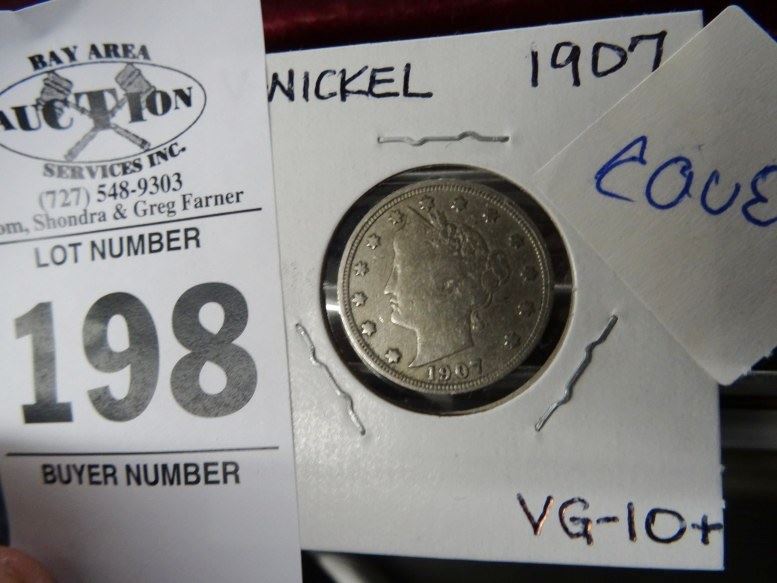 BAY AREA
AUCTION
SERVICES INC.
(727) 548-9303
Shondra & Greg Farner
LOT NUMBER
198
BUYER NUMBER
V NICKEL 1907
1907
VG-10+